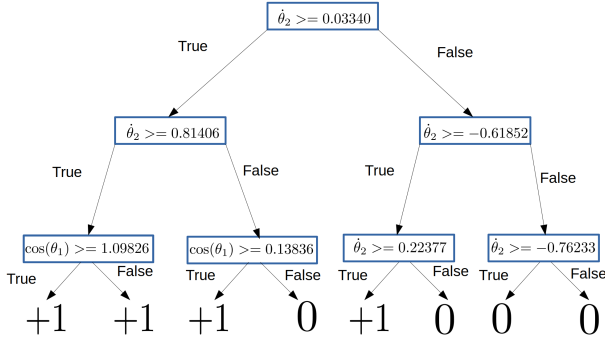 θ̇₂ >= 0.03340
True
False
θ̇₂ >= 0.81406
θ̇₂ >= −0.61852
True
False
True
False
cos(θ₁) >= 1.09826
cos(θ₁) >= 0.13836
θ̇₂ >= 0.22377
θ̇₂ >= −0.76233
True
False
True
False
True
False
True
False
+1
+1
+1
0
+1
0
0
0